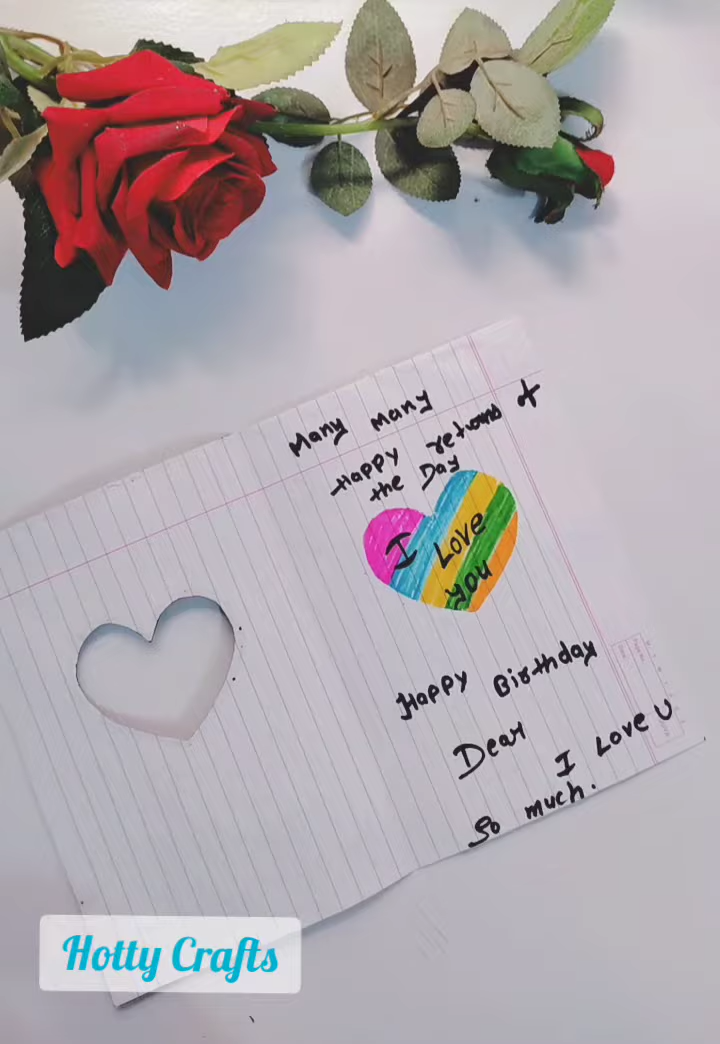 Many Many
Happy returns of
the Day
I Love
you
Happy Birthday
Dear
I Love U
So much.
Hotty Crafts